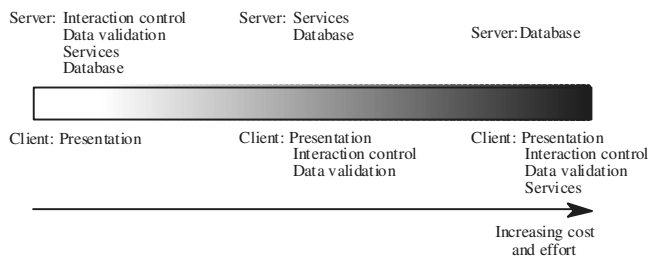 Server: Interaction control
Data validation
Services
Database
Server: Services
Database
Server:Database
Client: Presentation
Client: Presentation
Interaction control
Data validation
Client: Presentation
Interaction control
Data validation
Services
Increasing cost
and effort